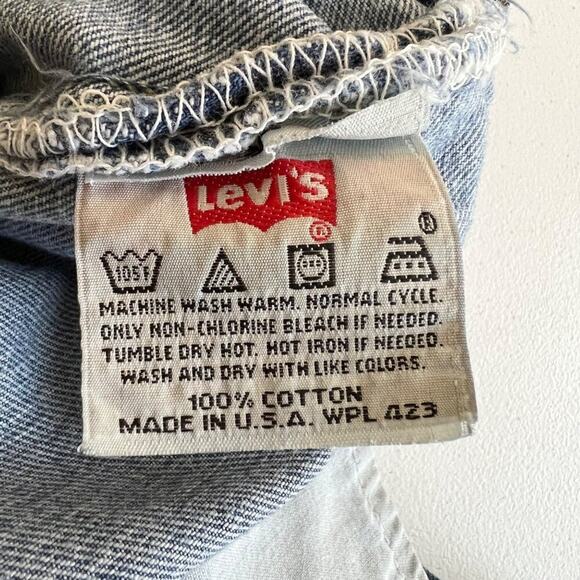 Levi's
®
®
105F
MACHINE WASH WARM. NORMAL CYCLE.
ONLY NON-CHLORINE BLEACH IF NEEDED.
TUMBLE DRY HOT. HOT IRON IF NEEDED.
WASH AND DRY WITH LIKE COLORS.
100% COTTON
MADE IN U.S.A. WPL 423